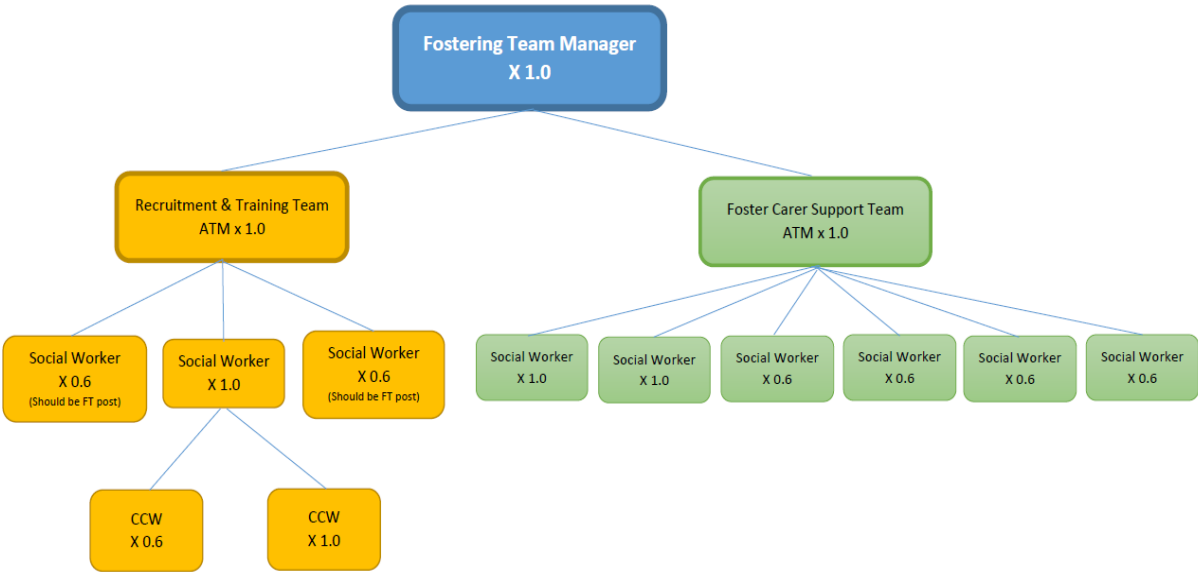 Fostering Team Manager
X 1.0
Recruitment & Training Team
ATM x 1.0
Foster Carer Support Team
ATM x 1.0
Social Worker
X 0.6
(Should be FT post)
Social Worker
X 1.0
Social Worker
X 0.6
(Should be FT post)
Social Worker
X 1.0
Social Worker
X 1.0
Social Worker
X 0.6
Social Worker
X 0.6
Social Worker
X 0.6
Social Worker
X 0.6
CCW
X 0.6
CCW
X 1.0